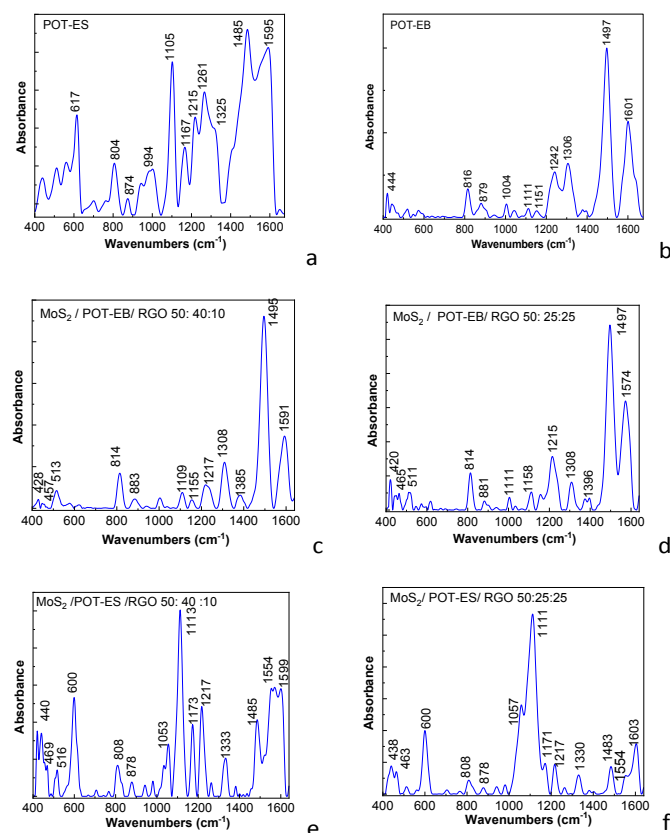 POT-ES
617
804
874
994
1105
1167
1215
1261
1325
1485
1595
Absorbance
400 600 800 1000 1200 1400 1600
Wavenumbers (cm-1)
a
POT-EB
444
816
879
1004
1111
1151
1242
1306
1497
1601
Absorbance
400 600 800 1000 1200 1400 1600
Wavenumbers (cm-1)
b
MoS2 / POT-EB/ RGO 50: 40:10
428
457
513
814
883
1109
1155
1217
1308
1385
1495
1591
Absorbance
400 600 800 1000 1200 1400 1600
Wavenumbers (cm-1)
c
MoS2 / POT-EB/ RGO 50: 25:25
420
465
511
814
881
1111
1158
1215
1308
1396
1497
1574
Absorbance
400 600 800 1000 1200 1400 1600
Wavenumbers (cm-1)
d
MoS2 /POT-ES /RGO 50: 40 :10
440
469
516
600
808
878
1053
1113
1173
1217
1333
1485
1554
1599
Absorbance
400 600 800 1000 1200 1400 1600
Wavenumbers (cm-1)
e
MoS2/ POT-ES/ RGO 50:25:25
438
463
600
808
878
1057
1111
1171
1217
1330
1483
1554
1603
Absorbance
400 600 800 1000 1200 1400 1600
Wavenumbers (cm-1)
f